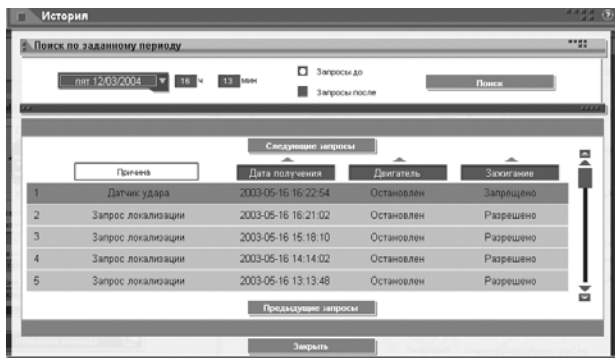 История
Поиск по заданному периоду
пят 12/03/2004 16 ч 13 мин
Запросы до
Запросы после
Поиск
Следующие запросы
Причина Дата получения Двигатель Зажигание
1 Датчик удара 2003-05-16 16:22:54 Остановлен Запрещено
2 Запрос локализации 2003-05-16 16:21:02 Остановлен Разрешено
3 Запрос локализации 2003-05-16 15:18:10 Остановлен Разрешено
4 Запрос локализации 2003-05-16 14:14:02 Остановлен Разрешено
5 Запрос локализации 2003-05-16 13:13:48 Остановлен Разрешено
Предыдущие запросы
Закрыть